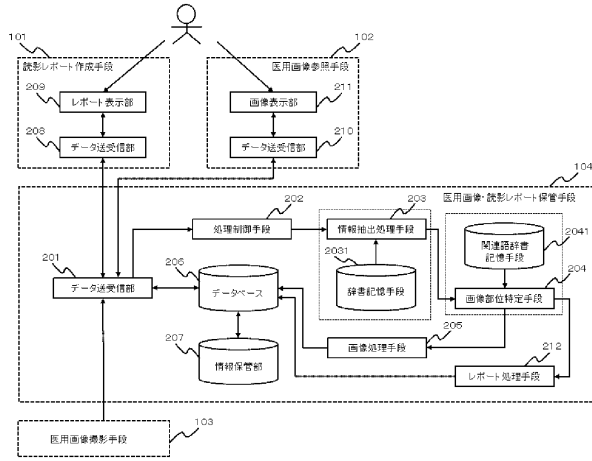 101
読影レポート作成手段
209
レポート表示部
208
データ送受信部
102
医用画像参照手段
211
画像表示部
210
データ送受信部
104
医用画像・読影レポート保管手段
202
処理制御手段
203
情報抽出処理手段
2031
辞書記憶手段
2041
関連語辞書
記憶手段
204
画像部位特定手段
201
データ送受信部
206
データベース
205
画像処理手段
207
情報保管部
212
レポート処理手段
医用画像撮影手段
103